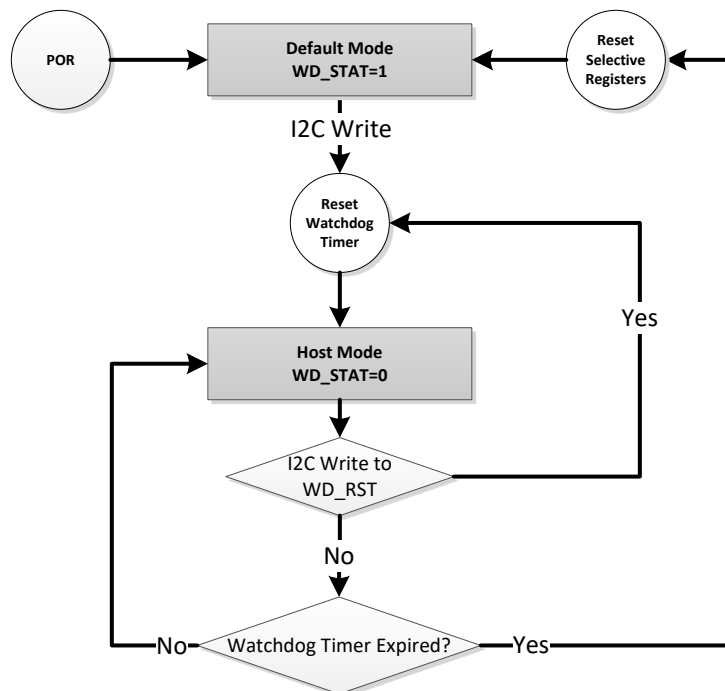 POR
Default Mode
WD_STAT=1
Reset
Selective
Registers
I2C Write
Reset
Watchdog
Timer
Yes
Host Mode
WD_STAT=0
I2C Write to
WD_RST
No
No
Watchdog Timer Expired?
Yes